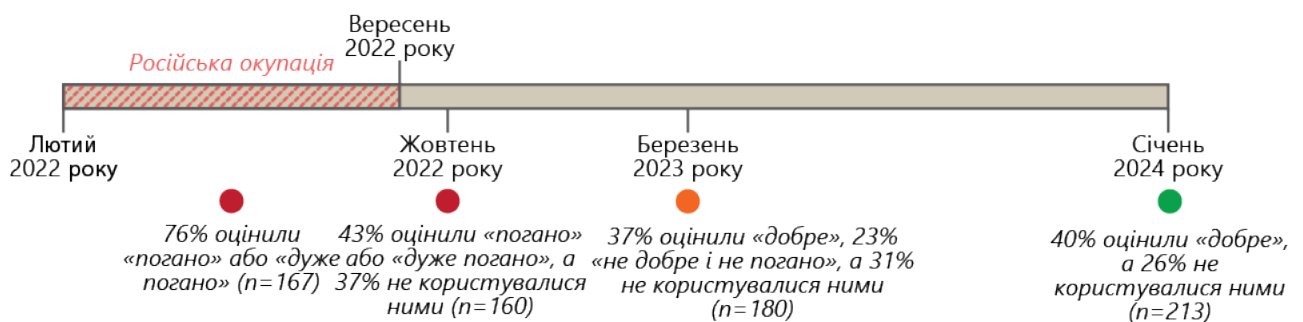 Вересень
2022 року
Російська окупація
Лютий
2022 року
Жовтень
2022 року
Березень
2023 року
Січень
2024 року
76% оцінили
«погано» або «дуже
погано» (n=167)
43% оцінили «погано»
або «дуже погано», а
37% не користувалися
ними (n=160)
37% оцінили «добре», 23%
«не добре і не погано», а 31%
не користувалися ними
(n=180)
40% оцінили «добре»,
а 26% не
користувалися ними
(n=213)